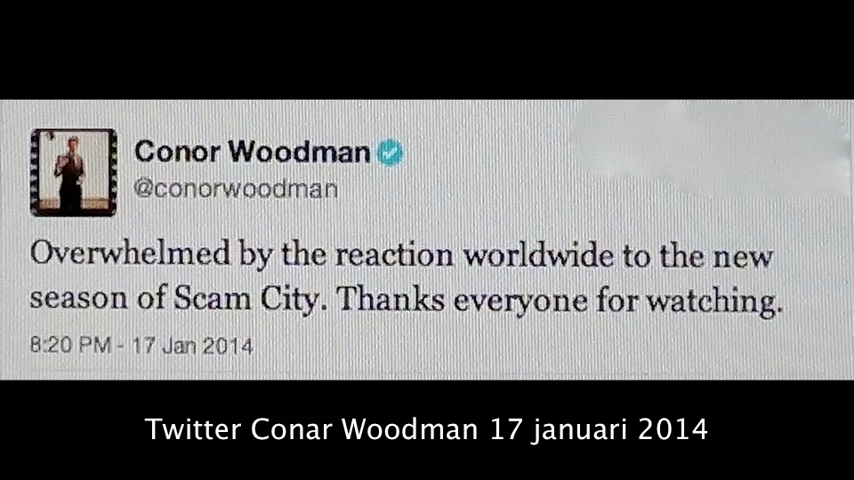 Conor Woodman
@conorwoodman
Overwhelmed by the reaction worldwide to the new
season of Scam City. Thanks everyone for watching.
8:20 PM - 17 Jan 2014
Twitter Conar Woodman 17 januari 2014